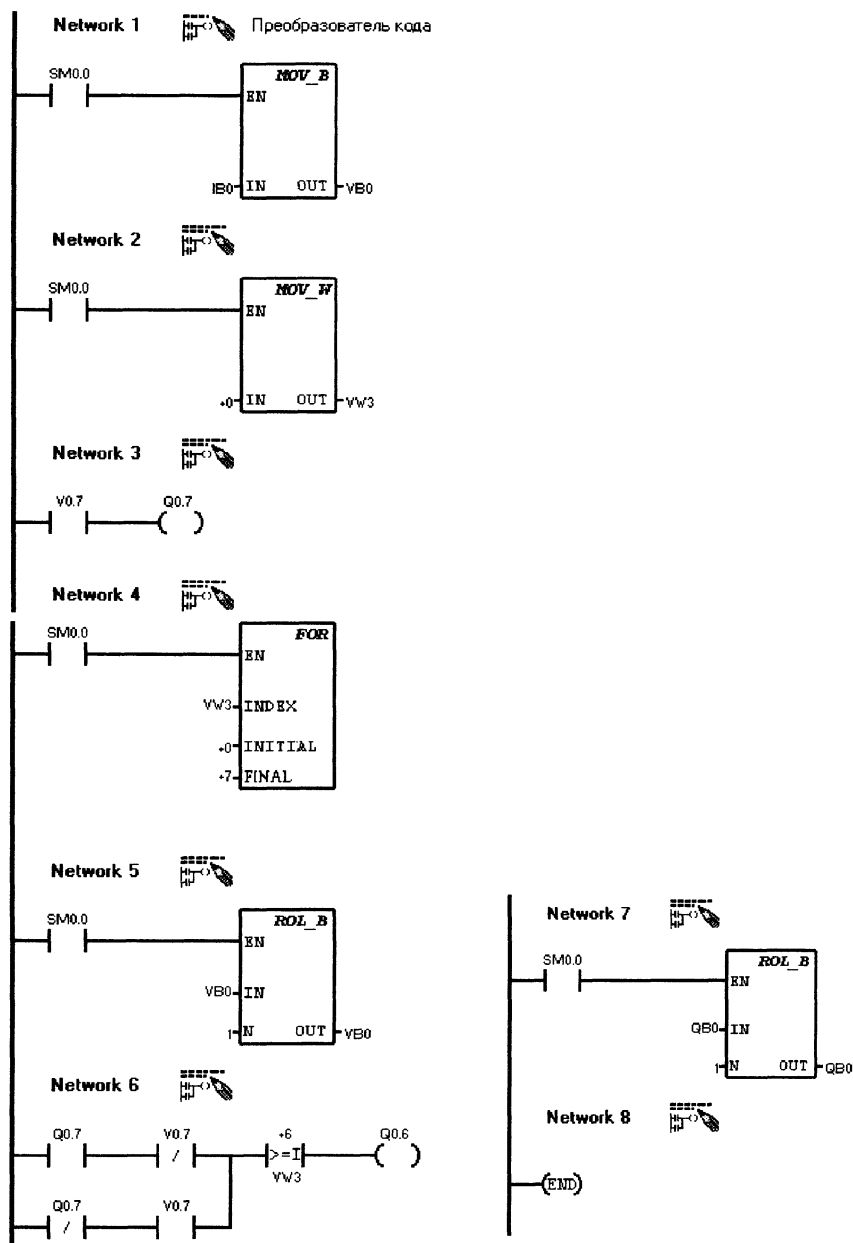 Network 1 Преобразователь кода
SM0.0
MOV_B
EN
IB0 IN OUT VB0
Network 2
SM0.0
MOV_W
EN
+0 IN OUT VW3
Network 3
V0.7 Q0.7
Network 4
SM0.0
FOR
EN
VW3 INDEX
+0 INITIAL
+7 FINAL
Network 5
SM0.0
ROL_B
EN
VB0 IN
1 N OUT VB0
Network 6
Q0.7 V0.7 +6 Q0.6
/ >=I
VW3
Q0.7 V0.7
/
Network 7
SM0.0
ROL_B
EN
QB0 IN
1 N OUT QB0
Network 8
(END)